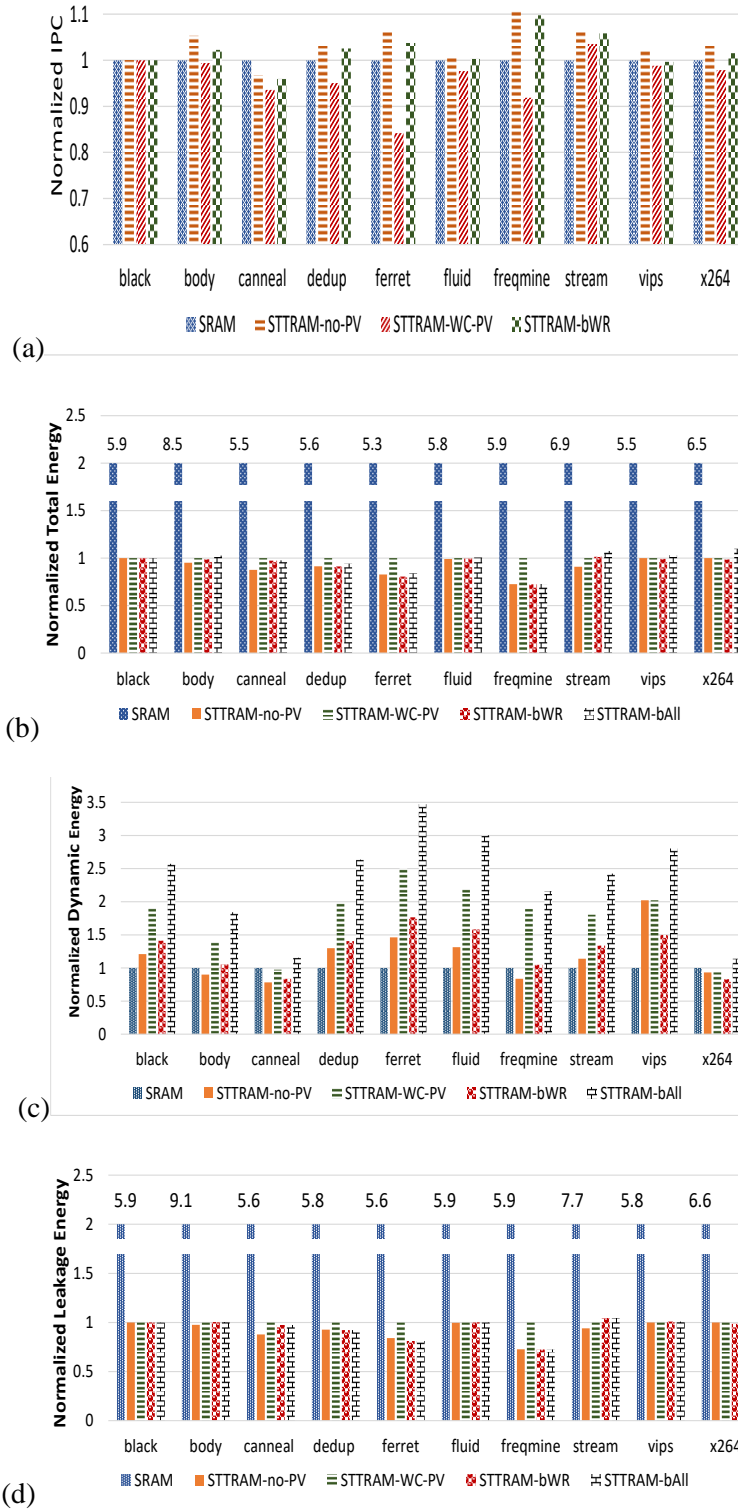 1.1
1
0.9
0.8
0.7
0.6
Normalized IPC
black body canneal dedup ferret fluid freqmine stream vips x264
SRAM STTRAM-no-PV STTRAM-WC-PV STTRAM-bWR
(a)
2.5
2
1.5
1
0.5
0
Normalized Total Energy
5.9 8.5 5.5 5.6 5.3 5.8 5.9 6.9 5.5 6.5
black body canneal dedup ferret fluid freqmine stream vips x264
SRAM STTRAM-no-PV STTRAM-WC-PV STTRAM-bWR STTRAM-bAll
(b)
3.5
3
2.5
2
1.5
1
0.5
0
Normalized Dynamic Energy
black body canneal dedup ferret fluid freqmine stream vips x264
SRAM STTRAM-no-PV STTRAM-WC-PV STTRAM-bWR STTRAM-bAll
(c)
2.5
2
1.5
1
0.5
0
Normalized Leakage Energy
5.9 9.1 5.6 5.8 5.6 5.9 5.9 7.7 5.8 6.6
black body canneal dedup ferret fluid freqmine stream vips x264
SRAM STTRAM-no-PV STTRAM-WC-PV STTRAM-bWR STTRAM-bAll
(d)